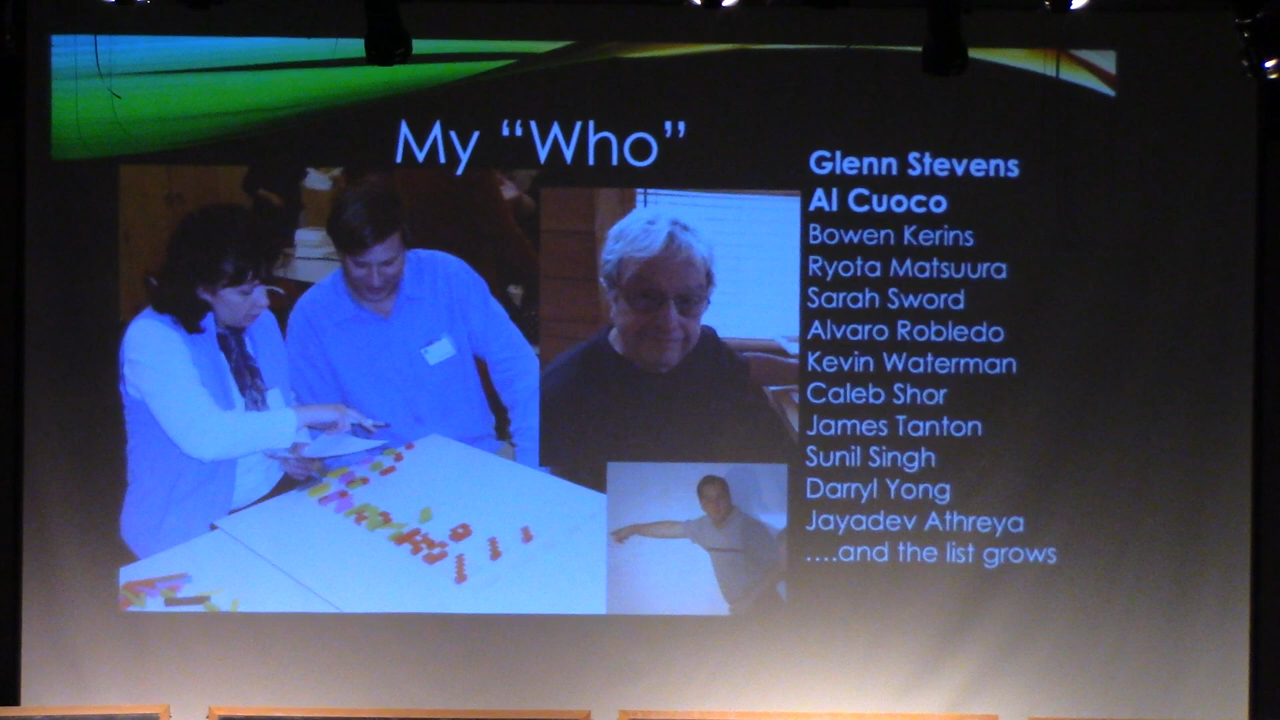 My “Who”
Glenn Stevens
Al Cuoco
Bowen Kerins
Ryota Matsuura
Sarah Sword
Alvaro Robledo
Kevin Waterman
Caleb Shor
James Tanton
Sunil Singh
Darryl Yong
Jayadev Athreya
....and the list grows